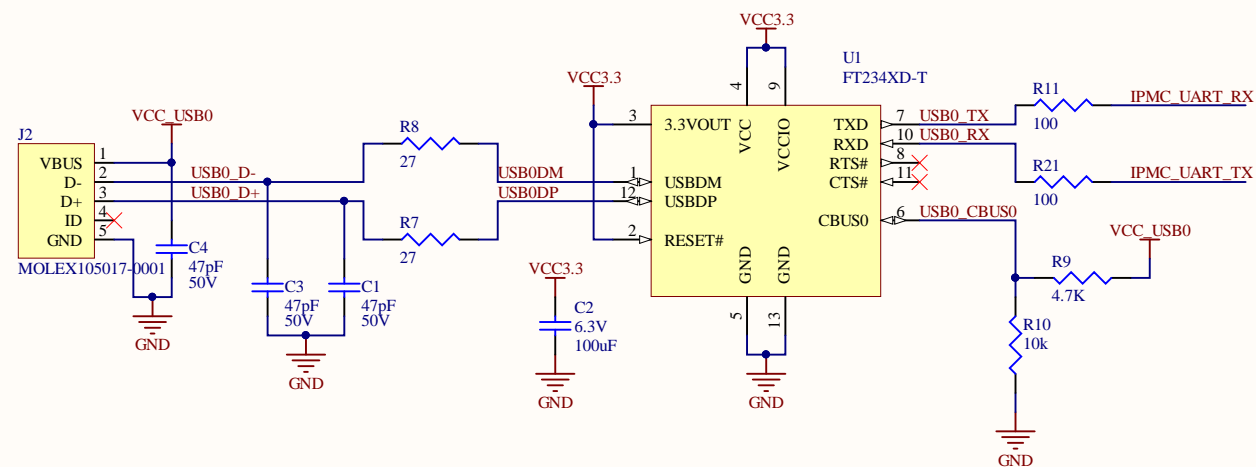 VCC3.3
U1
FT234XD-T
VCC3.3
4
9
VCC_USB0
J2
R8
27
3
3.3VOUT
VCC
VCCIO
TXD
7
USB0_TX
R11
100
IPMC_UART_RX
RXD
10
USB0_RX
RTS#
8
VBUS
1
D-
2
USB0_D-
USB0DM
1
USBDM
CTS#
11
R21
100
IPMC_UART_TX
D+
3
USB0_D+
USB0DP
12
USBDP
ID
4
CBUS0
6
USB0_CBUS0
GND
5
R7
27
2
RESET#
VCC_USB0
MOLEX105017-0001
C4
47pF
50V
C3
47pF
50V
C1
47pF
50V
VCC3.3
C2
6.3V
100uF
GND
GND
5
13
R9
4.7K
R10
10k
GND
GND
GND
GND
GND